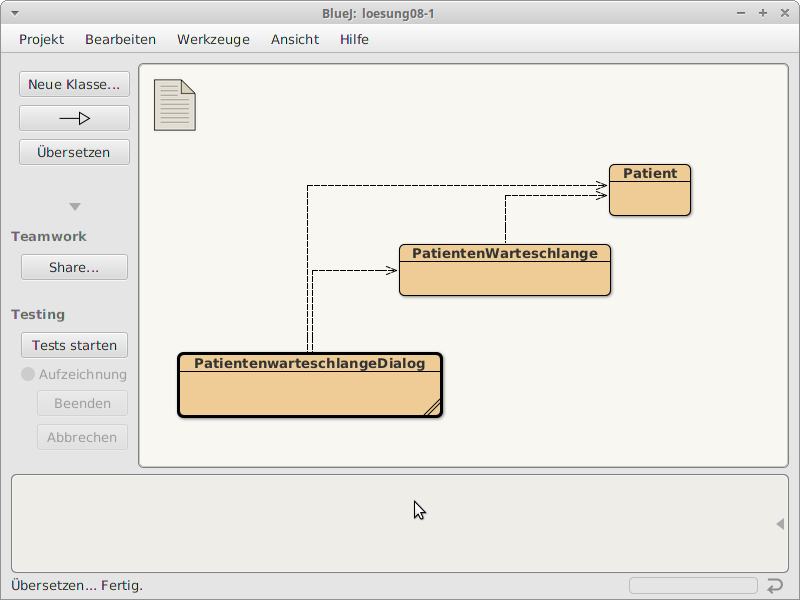 BlueJ: loesung08-1
Projekt Bearbeiten Werkzeuge Ansicht Hilfe
Neue Klasse...
Übersetzen
Teamwork
Share...
Testing
Tests starten
Aufzeichnung
Beenden
Abbrechen
Patient
PatientenWarteschlange
PatientenwarteschlangeDialog
Übersetzen... Fertig.